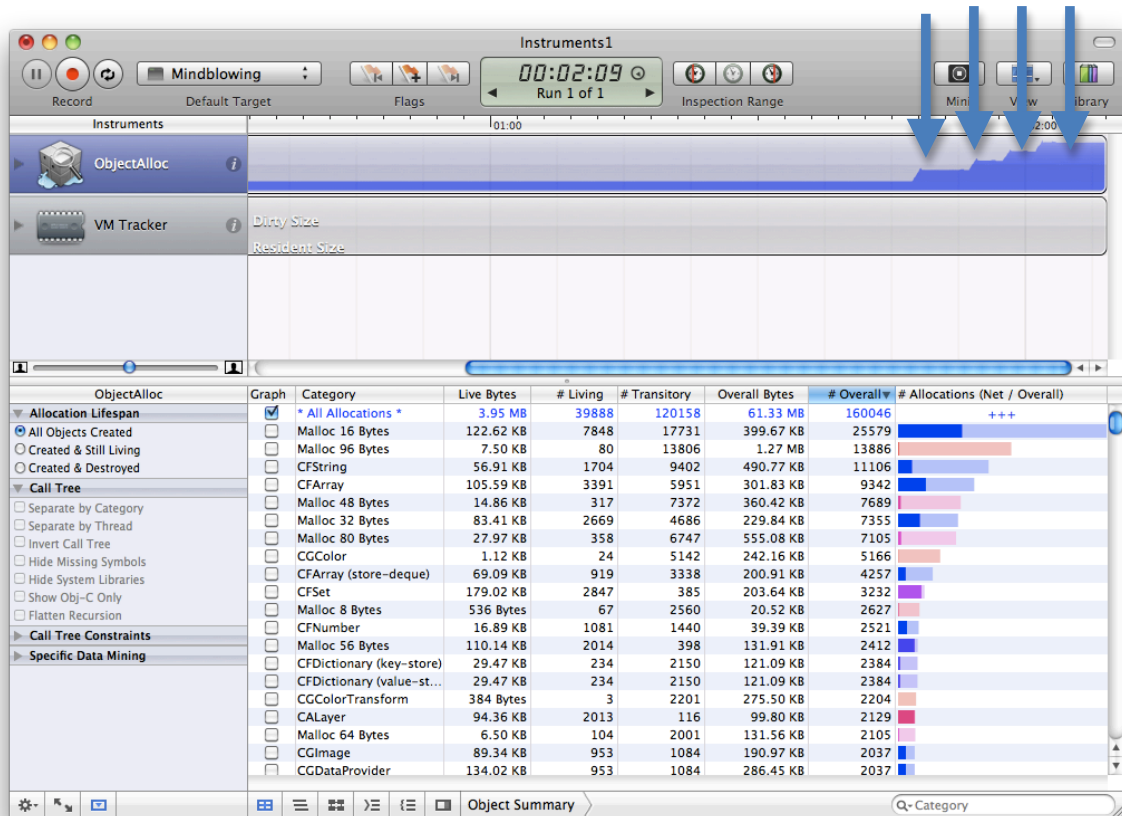 Instruments1
Mindblowing
00:02:09
Run 1 of 1
Record
Default Target
Flags
Inspection Range
Mini
View
Library
Instruments
01:00
2:00
ObjectAlloc
VM Tracker
Dirty Size
Resident Size
ObjectAlloc
Graph Category Live Bytes # Living # Transitory Overall Bytes # Overall # Allocations (Net / Overall)
Allocation Lifespan
All Objects Created
Created & Still Living
Created & Destroyed
Call Tree
Separate by Category
Separate by Thread
Invert Call Tree
Hide Missing Symbols
Hide System Libraries
Show Obj-C Only
Flatten Recursion
Call Tree Constraints
Specific Data Mining
* All Allocations * 3.95 MB 39888 120158 61.33 MB 160046 +++
Malloc 16 Bytes 122.62 KB 7848 17731 399.67 KB 25579
Malloc 96 Bytes 7.50 KB 80 13806 1.27 MB 13886
CFString 56.91 KB 1704 9402 490.77 KB 11106
CFArray 105.59 KB 3391 5951 301.83 KB 9342
Malloc 48 Bytes 14.86 KB 317 7372 360.42 KB 7689
Malloc 32 Bytes 83.41 KB 2669 4686 229.84 KB 7355
Malloc 80 Bytes 27.97 KB 358 6747 555.08 KB 7105
CGColor 1.12 KB 24 5142 242.16 KB 5166
CFArray (store-deque) 69.09 KB 919 3338 200.91 KB 4257
CFSet 179.02 KB 2847 385 203.64 KB 3232
Malloc 8 Bytes 536 Bytes 67 2560 20.52 KB 2627
CFNumber 16.89 KB 1081 1440 39.39 KB 2521
Malloc 56 Bytes 110.14 KB 2014 398 131.91 KB 2412
CFDictionary (key-store) 29.47 KB 234 2150 121.09 KB 2384
CFDictionary (value-st... 29.47 KB 234 2150 121.09 KB 2384
CGColorTransform 384 Bytes 3 2201 275.50 KB 2204
CALayer 94.36 KB 2013 116 99.80 KB 2129
Malloc 64 Bytes 6.50 KB 104 2001 131.56 KB 2105
CGImage 89.34 KB 953 1084 190.97 KB 2037
CGDataProvider 134.02 KB 953 1084 286.45 KB 2037
Object Summary
Category